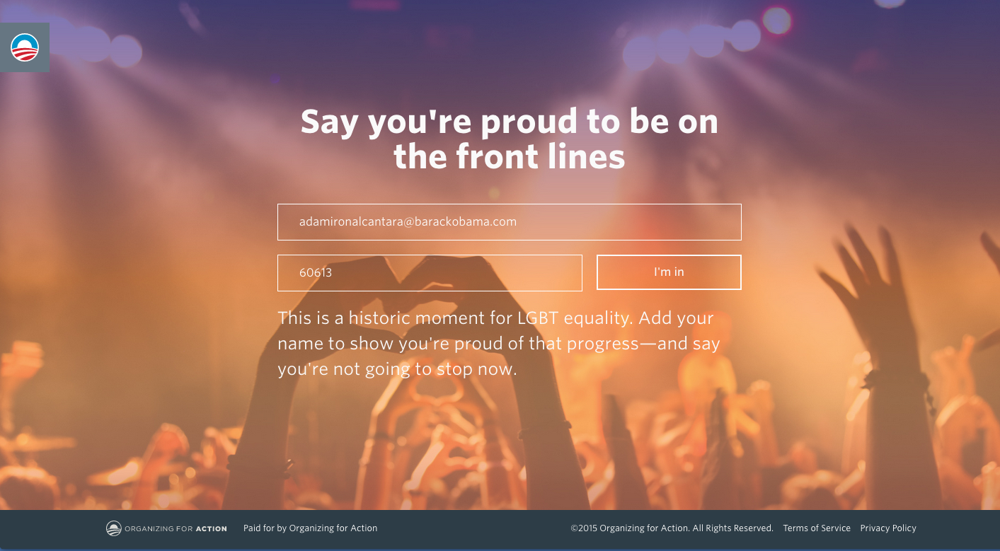 Say you're proud to be on
the front lines
adamironalcantara@barackobama.com
60613
I'm in
This is a historic moment for LGBT equality. Add your
name to show you're proud of that progress—and say
you're not going to stop now.
ORGANIZING FOR ACTION
Paid for by Organizing for Action
©2015 Organizing for Action. All Rights Reserved.
Terms of Service
Privacy Policy